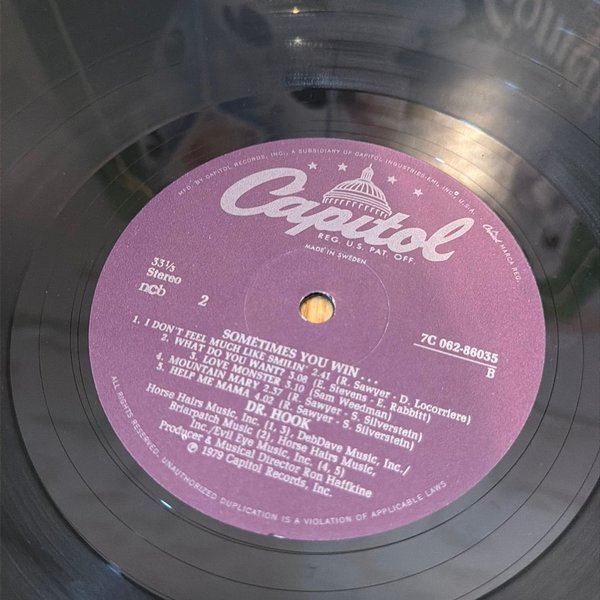 MFD. BY CAPITOL RECORDS, INC., A SUBSIDIARY OF CAPITOL INDUSTRIES-EMI, INC. U.S.A.
Capitol MARCA REG.
Capitol
REG. U.S. PAT. OFF.
MADE IN SWEDEN
33 1/3
Stereo
ncb
2
7C 062-86035
B
SOMETIMES YOU WIN . . .
1. I DON'T FEEL MUCH LIKE SMILIN' 2.41 (R. Sawyer - D. Locorriere)
2. WHAT DO YOU WANT? 3.08 (E. Stevens - E. Rabbitt)
3. LOVE MONSTER 3.10 (Sam Weedman)
4. MOUNTAIN MARY (R. Sawyer - S. Silverstein)
5. HELP ME MAMA 4.02 (R. Sawyer - S. Silverstein)
DR. HOOK
Horse Hairs Music, Inc. (1, 3), DebDave Music, Inc./
Briarpatch Music (2), Horse Hairs Music,
Inc./Evil Eye Music, Inc. (4, 5)
Producer & Musical Director Ron Haffkine
℗ 1979 Capitol Records, Inc.
ALL RIGHTS RESERVED. UNAUTHORIZED DUPLICATION IS A VIOLATION OF APPLICABLE LAWS